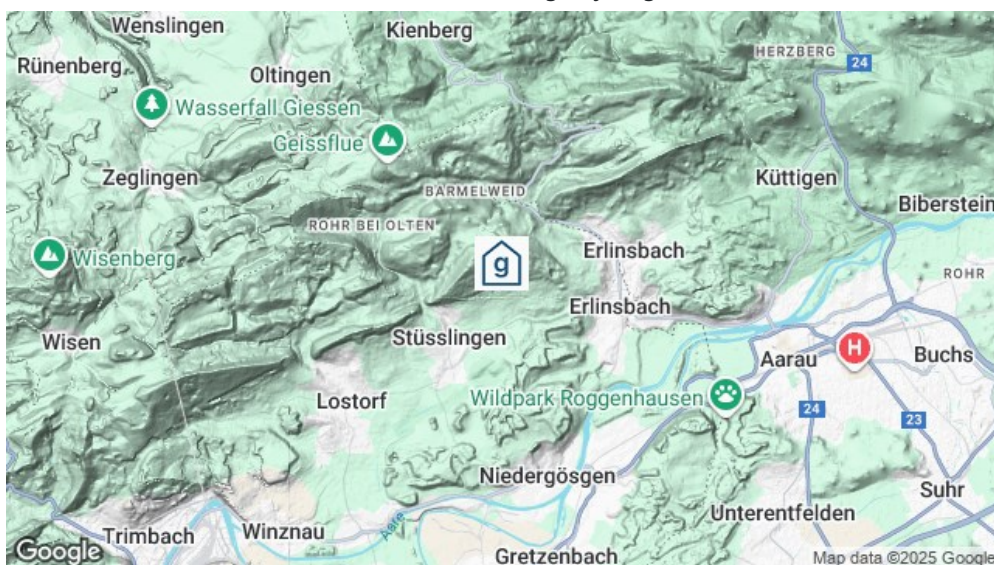 Wenslingen
Kienberg
HERZBERG
24
Rünenberg
Oltingen
Wasserfall Giessen
Geissflue
Zeglingen
BARMELWEID
Küttigen
Biberstein
ROHR BEI OLTEN
Wisenberg
g
Erlinsbach
ROHR
Erlinsbach
Wisen
Stüsslingen
Aarau
H
Buchs
Lostorf
Wildpark Roggenhausen
24
23
Niedergösgen
Suhr
Unterentfelden
Trimbach
Winznau
Aare
Google
Gretzenbach
Map data ©2025 Google